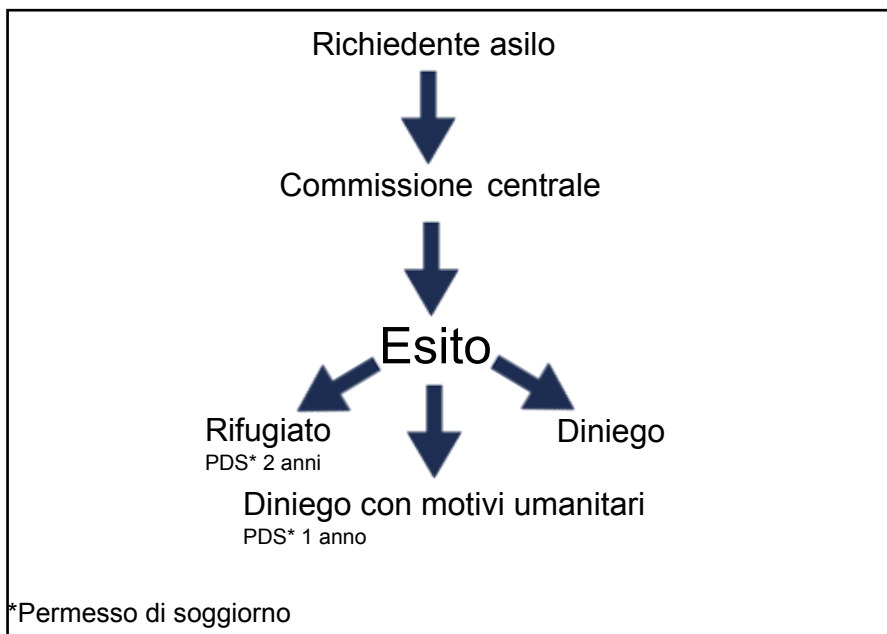 Richiedente asilo
Commissione centrale
Esito
Rifugiato
PDS* 2 anni
Diniego
Diniego con motivi umanitari
PDS* 1 anno
*Permesso di soggiorno